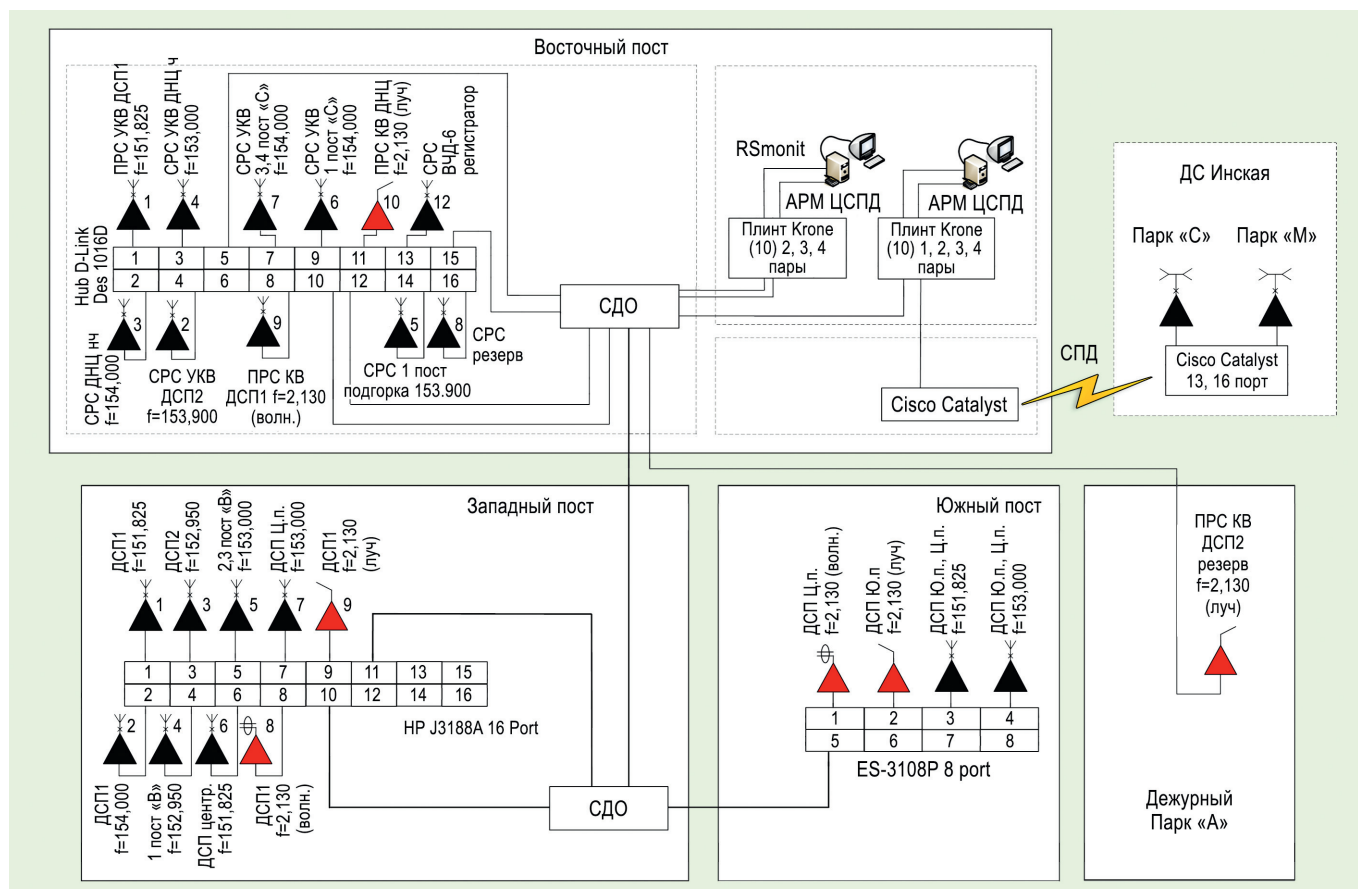 Восточный пост
ПРС УКВ ДСП1
f=151,825
СРС УКВ ДНЦ ч
f=153,000
СРС УКВ
3,4 пост «С»
f=154,000
СРС УКВ
1 пост «С»
f=154,000
ПРС КВ ДНЦ
f=2,130 (луч)
СРС
ВЧД-6
регистратор
1
4
7
6
10
12
Hub D-Link
Des 1016D
1 3 5 7 9 11 13 15
2 4 6 8 10 12 14 16
3
2
9
5
8
СРС ДНЦ нч
f=154,000
СРС УКВ
ДСП2
f=153,900
ПРС КВ
ДСП1 f=2,130
(волн.)
СРС 1 пост
подгорка 153.900
СРС
резерв
СДО
RSmonit
АРМ ЦСПД
Плинт Krone
(10) 2, 3, 4
пары
АРМ ЦСПД
Плинт Krone
(10) 1, 2, 3, 4
пары
Cisco Catalyst
СПД
ДС Инская
Парк «С»
Парк «М»
Cisco Catalyst
13, 16 порт
Западный пост
ДСП1
f=151,825
ДСП2
f=152,950
2,3 пост «В»
f=153,000
ДСП Ц.п.
f=153,000
ДСП1
f=2,130
(луч)
1
3
5
7
9
1 3 5 7 9 11 13 15
2 4 6 8 10 12 14 16
HP J3188A 16 Port
2
4
6
8
ДСП1
f=154,000
1 пост «В»
f=152,950
ДСП центр.
f=151,825
ДСП1
f=2,130
(волн.)
СДО
Южный пост
ДСП Ц.п.
f=2,130 (волн.)
ДСП Ю.п
f=2,130 (луч)
ДСП Ю.п., Ц.п.
f=151,825
ДСП Ю.п., Ц.п.
f=153,000
1 2 3 4
5 6 7 8
ES-3108P 8 port
ПРС КВ
ДСП2
резерв
f=2,130
(луч)
Дежурный
Парк «А»